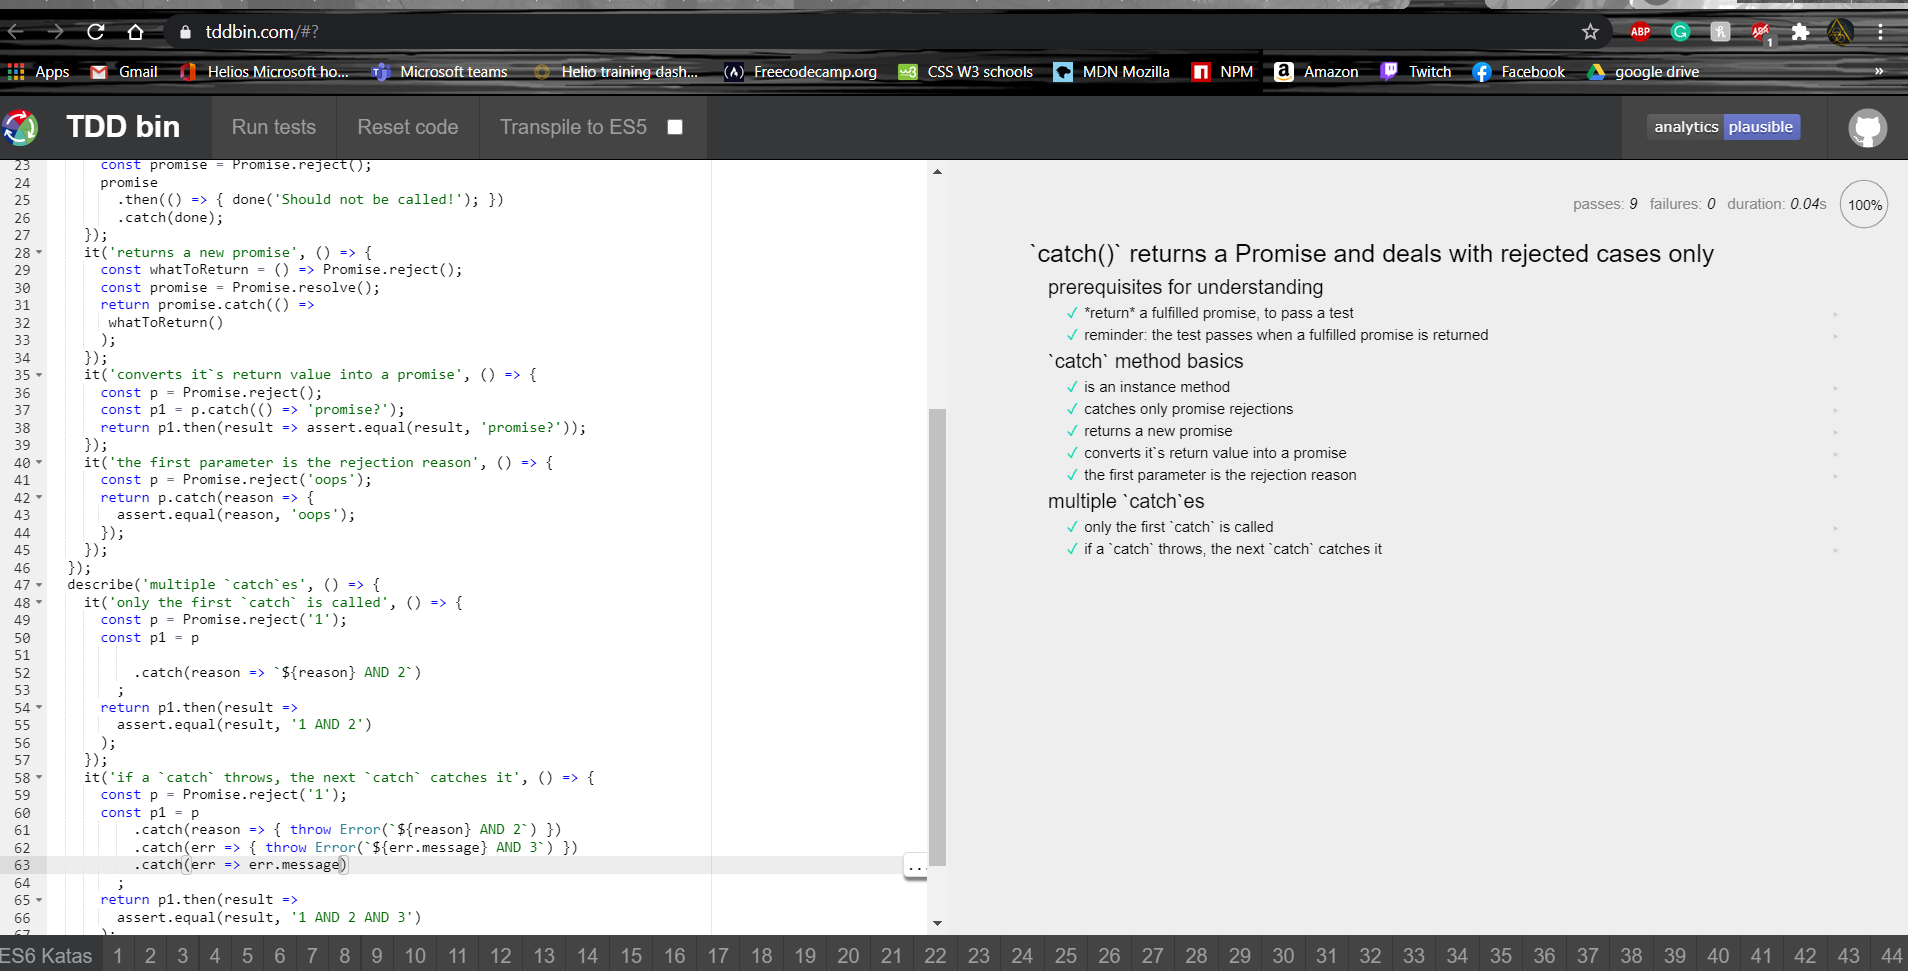 tddbin.com/#?
ABP
1
Apps Gmail Helios Microsoft ho... Microsoft teams Helio training dash... Freecodecamp.org CSS W3 schools MDN Mozilla NPM Amazon Twitch Facebook google drive »
TDD bin Run tests Reset code Transpile to ES5 analytics plausible
23 const promise = Promise.reject();
24 promise
25 .then(() => { done('Should not be called!'); })
26 .catch(done);
27 });
28 it('returns a new promise', () => {
29 const whatToReturn = () => Promise.reject();
30 const promise = Promise.resolve();
31 return promise.catch(() =>
32 whatToReturn()
33 );
34 });
35 it('converts it`s return value into a promise', () => {
36 const p = Promise.reject();
37 const p1 = p.catch(() => 'promise?');
38 return p1.then(result => assert.equal(result, 'promise?'));
39 });
40 it('the first parameter is the rejection reason', () => {
41 const p = Promise.reject('oops');
42 return p.catch(reason => {
43 assert.equal(reason, 'oops');
44 });
45 });
46 });
47 describe('multiple `catch`es', () => {
48 it('only the first `catch` is called', () => {
49 const p = Promise.reject('1');
50 const p1 = p
51
52 .catch(reason => `${reason} AND 2`)
53 ;
54 return p1.then(result =>
55 assert.equal(result, '1 AND 2')
56 );
57 });
58 it('if a `catch` throws, the next `catch` catches it', () => {
59 const p = Promise.reject('1');
60 const p1 = p
61 .catch(reason => { throw Error(`${reason} AND 2`) })
62 .catch(err => { throw Error(`${err.message} AND 3`) })
63 .catch(err => err.message)
64 ;
65 return p1.then(result =>
66 assert.equal(result, '1 AND 2 AND 3')
67 );
...
passes: 9 failures: 0 duration: 0.04s 100%
`catch()` returns a Promise and deals with rejected cases only
prerequisites for understanding
✓ *return* a fulfilled promise, to pass a test
✓ reminder: the test passes when a fulfilled promise is returned
`catch` method basics
✓ is an instance method
✓ catches only promise rejections
✓ returns a new promise
✓ converts it`s return value into a promise
✓ the first parameter is the rejection reason
multiple `catch`es
✓ only the first `catch` is called
✓ if a `catch` throws, the next `catch` catches it
ES6 Katas 1 2 3 4 5 6 7 8 9 10 11 12 13 14 15 16 17 18 19 20 21 22 23 24 25 26 27 28 29 30 31 32 33 34 35 36 37 38 39 40 41 42 43 44